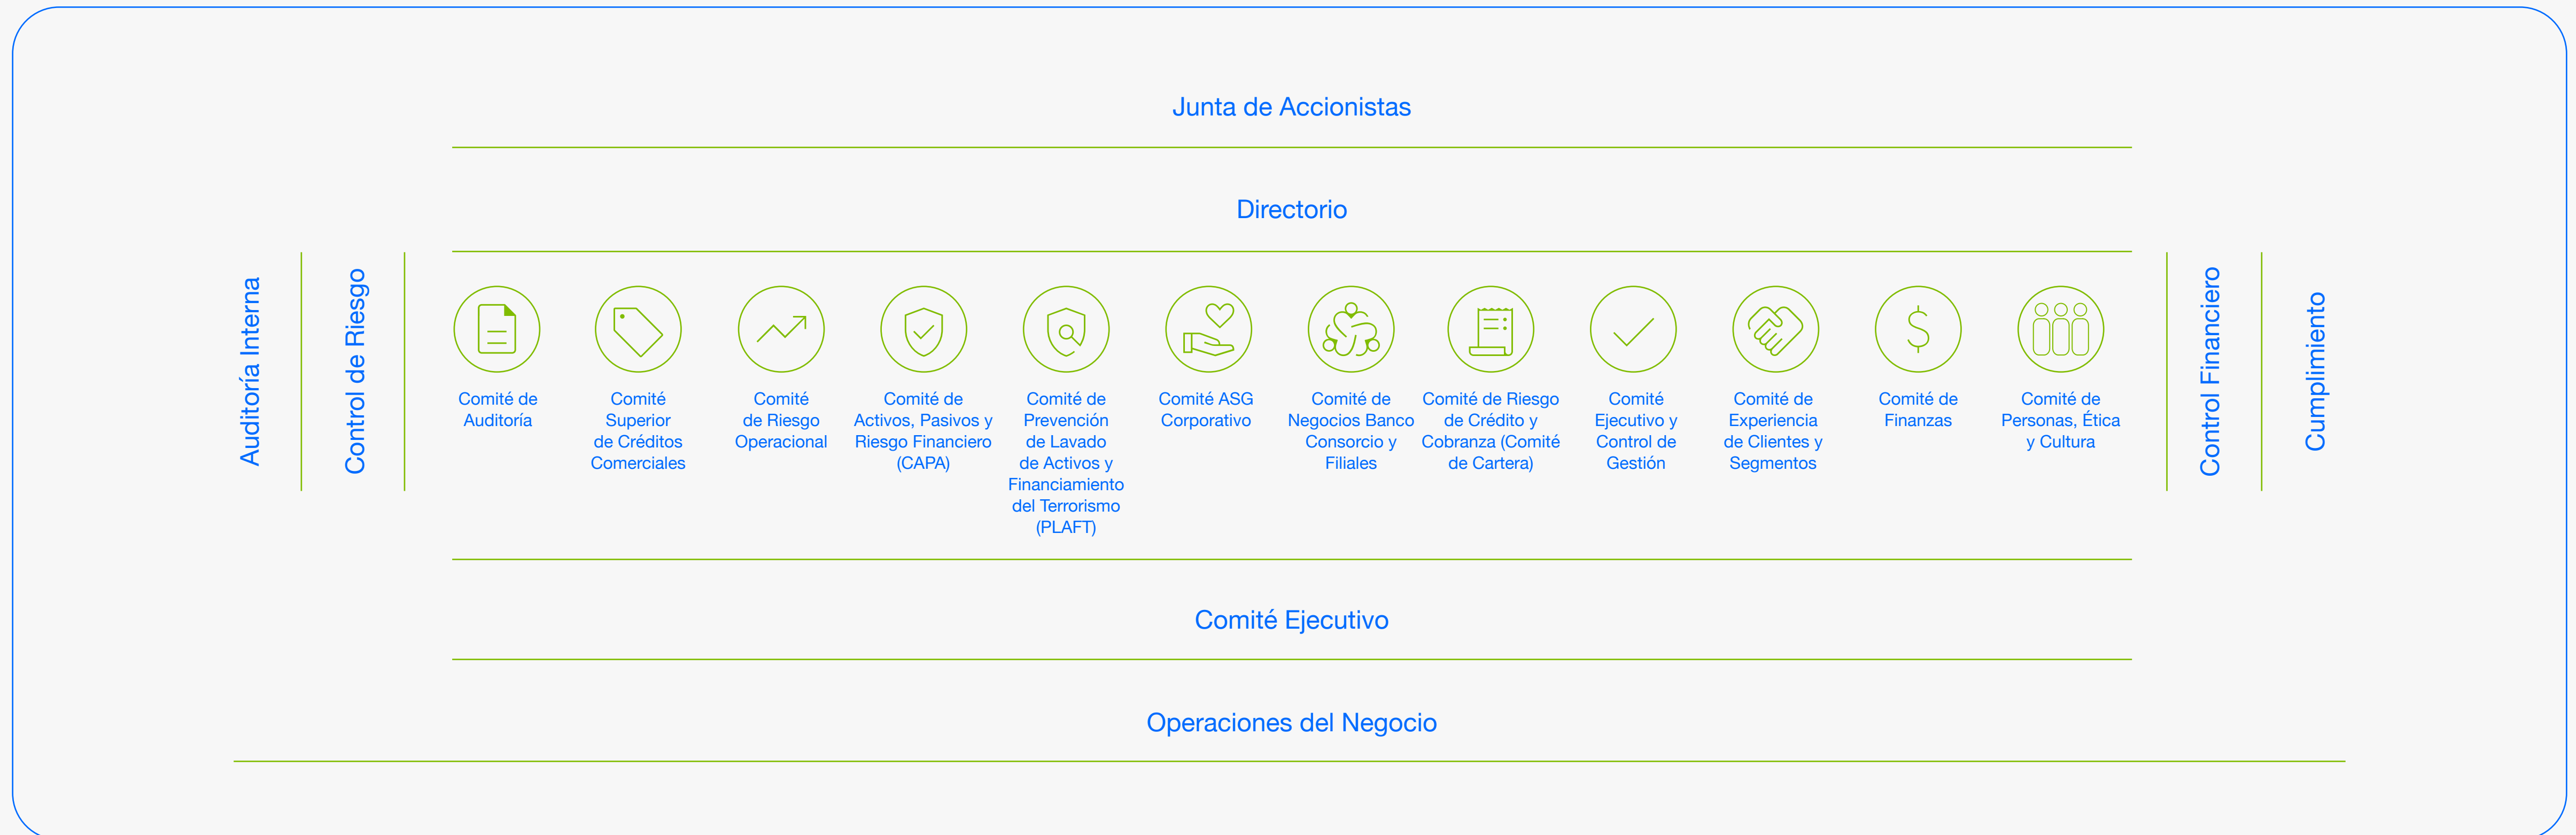 Junta de Accionistas
Directorio
Auditoría Interna
Control de Riesgo
Comité de
Auditoría
Comité
Superior
de Créditos
Comerciales
Comité
de Riesgo
Operacional
Comité de
Activos, Pasivos y
Riesgo Financiero
(CAPA)
Comité de
Prevención
de Lavado
de Activos y
Financiamiento
del Terrorismo
(PLAFT)
Comité ASG
Corporativo
Comité de
Negocios Banco
Consorcio y
Filiales
Comité de Riesgo
de Crédito y
Cobranza (Comité
de Cartera)
Comité
Ejecutivo y
Control de
Gestión
Comité de
Experiencia
de Clientes y
Segmentos
Comité de
Finanzas
Comité de
Personas, Ética
y Cultura
Control Financiero
Cumplimiento
Comité Ejecutivo
Operaciones del Negocio